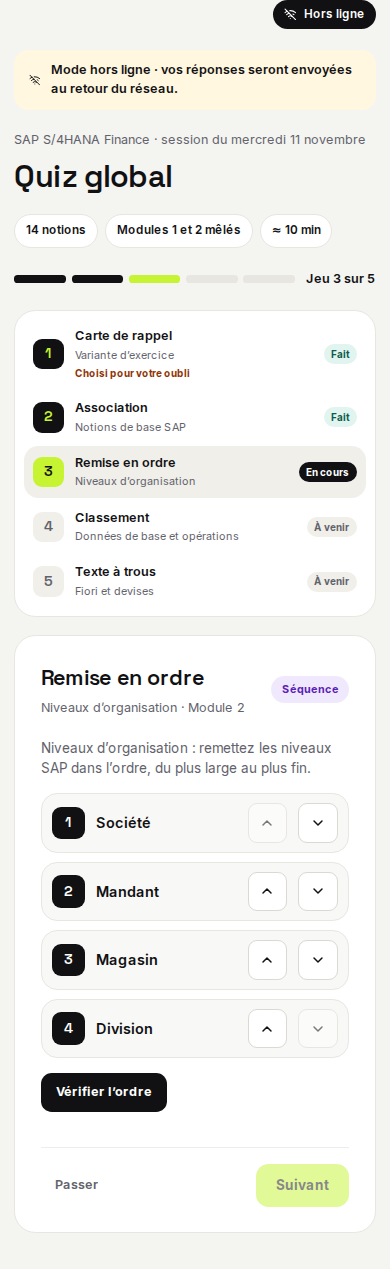 Hors ligne
Mode hors ligne · vos réponses seront envoyées
au retour du réseau.
SAP S/4HANA Finance · session du mercredi 11 novembre
Quiz global
14 notions
Modules 1 et 2 mêlés
≈ 10 min
Jeu 3 sur 5
1
Carte de rappel
Variante d’exercice
Choisi pour votre oubli
Fait
2
Association
Notions de base SAP
Fait
3
Remise en ordre
Niveaux d’organisation
En cours
4
Classement
Données de base et opérations
À venir
5
Texte à trous
Fiori et devises
À venir
Remise en ordre
Niveaux d’organisation · Module 2
Séquence
Niveaux d’organisation : remettez les niveaux
SAP dans l’ordre, du plus large au plus fin.
1 Société
2 Mandant
3 Magasin
4 Division
Vérifier l’ordre
Passer
Suivant